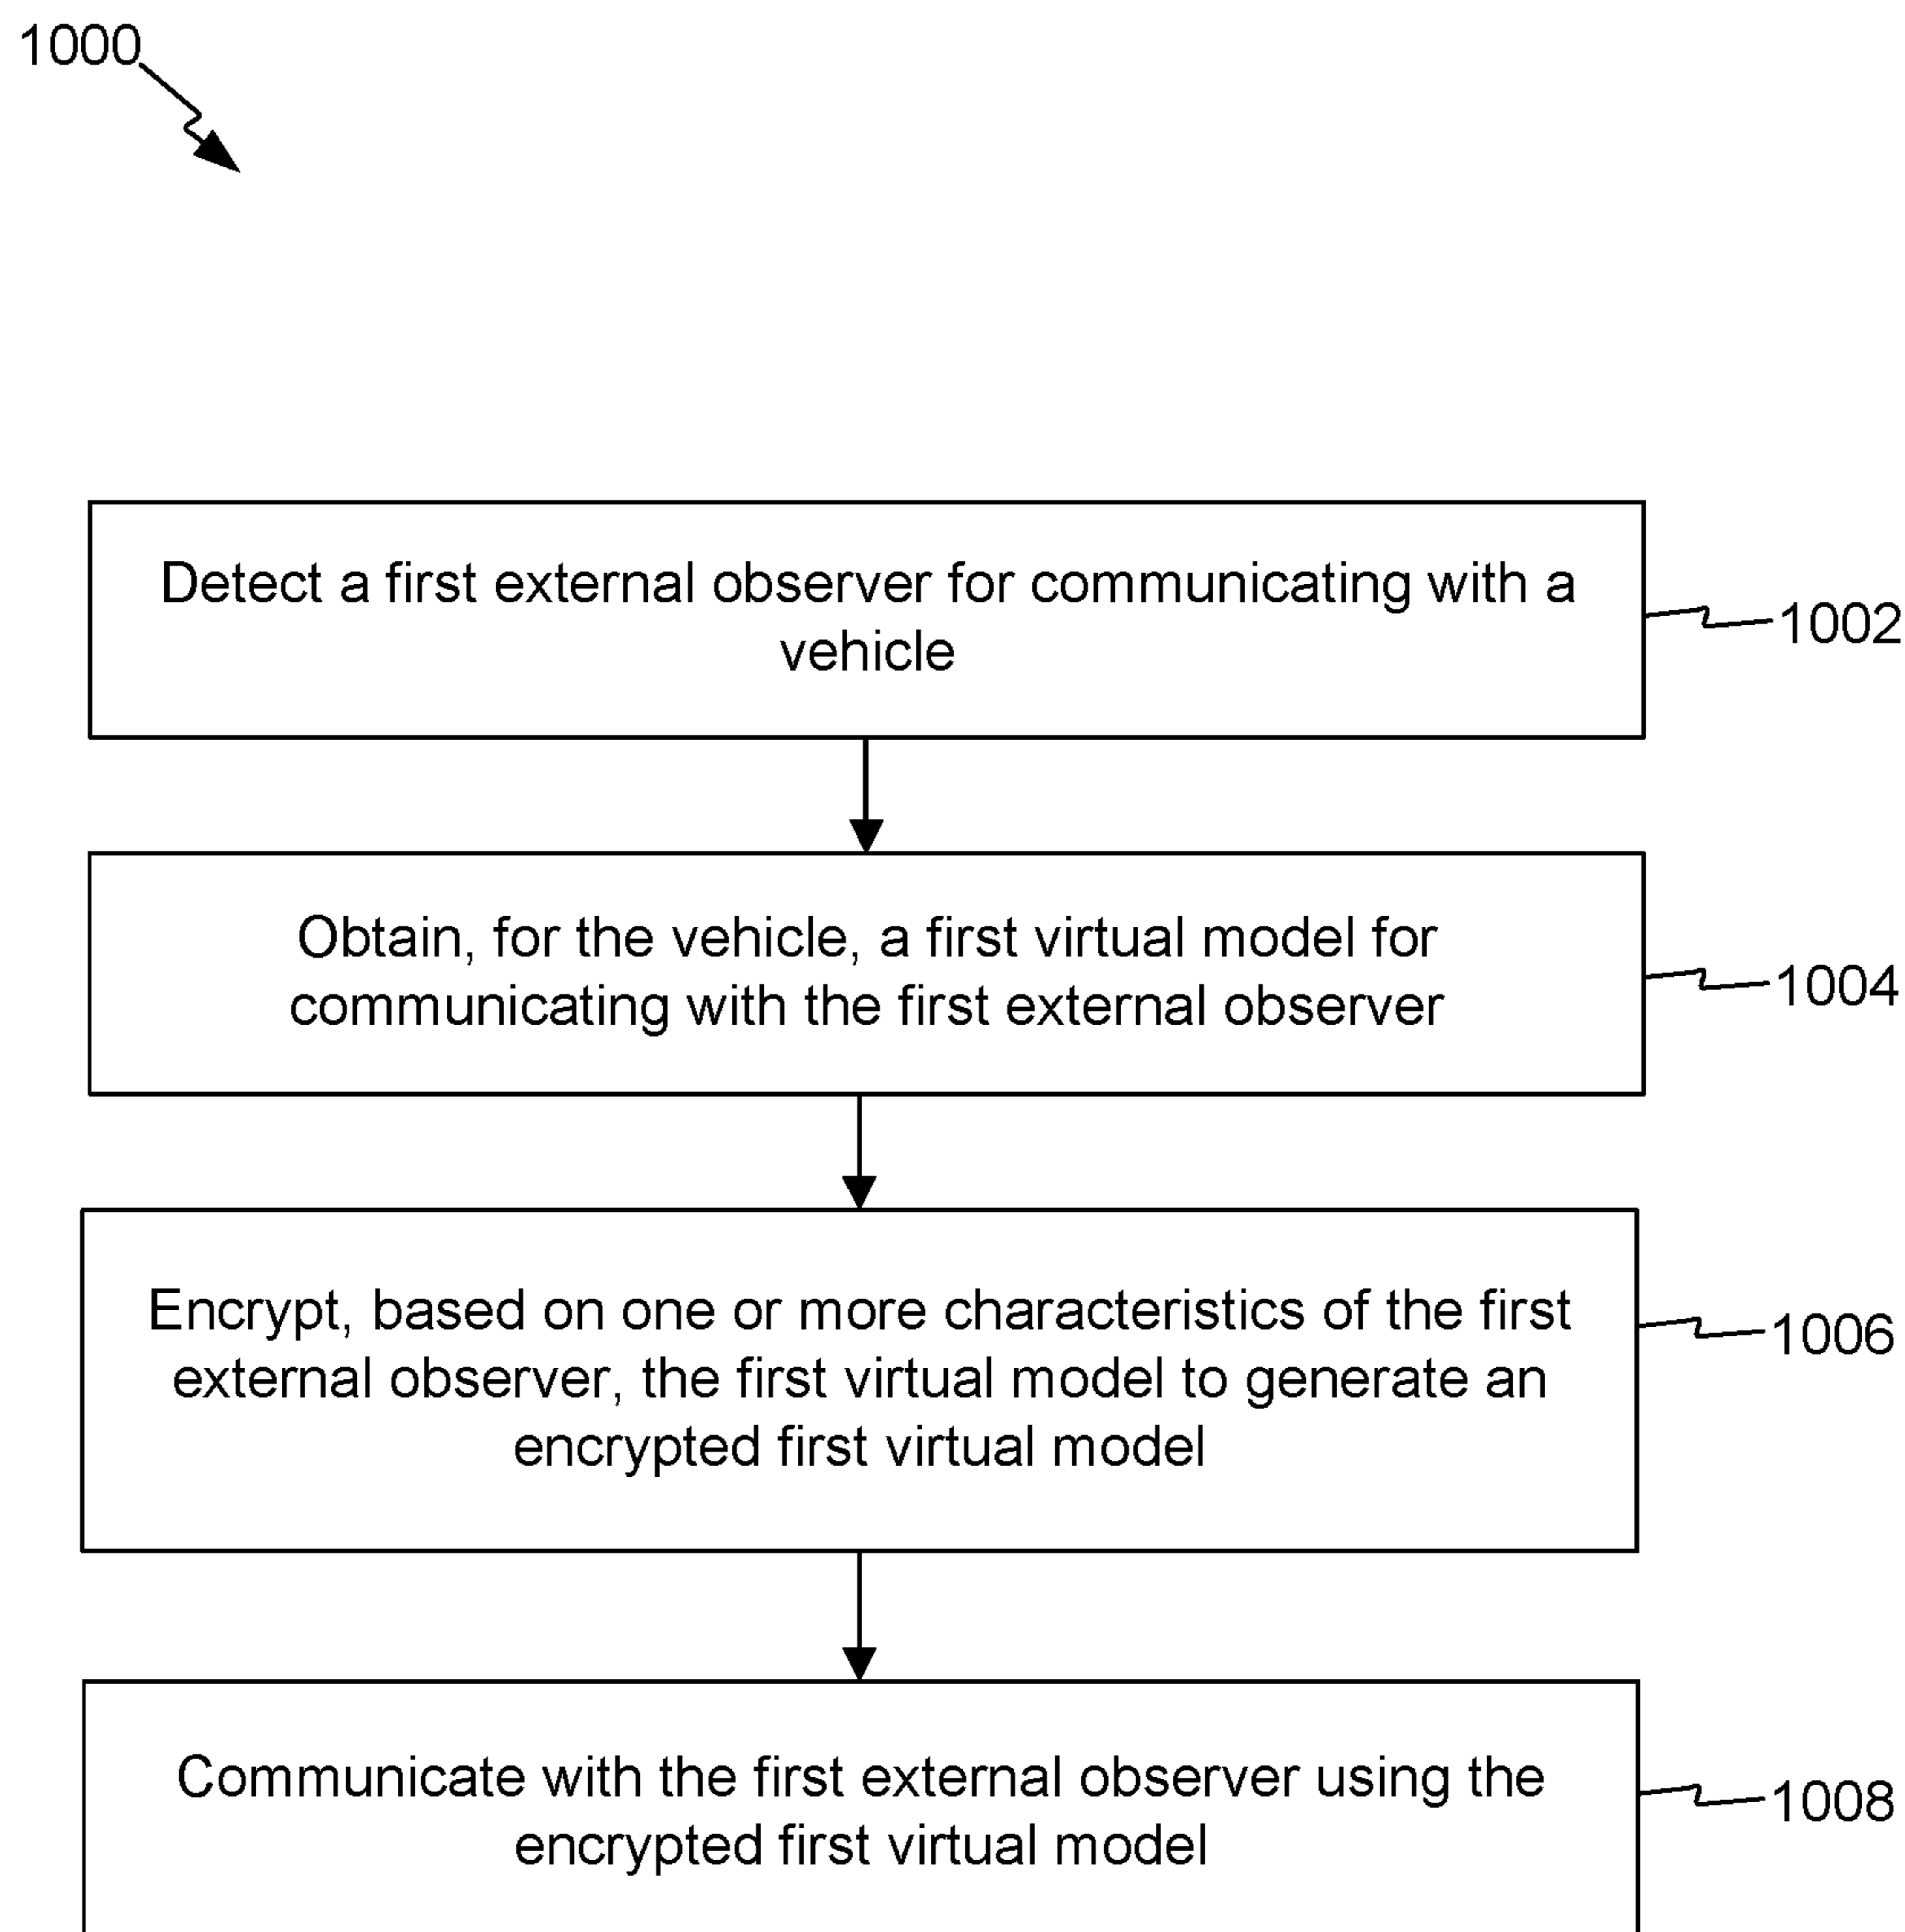 1000
Detect a first external observer for communicating with a
vehicle
1002
Obtain, for the vehicle, a first virtual model for
communicating with the first external observer
1004
Encrypt, based on one or more characteristics of the first
external observer, the first virtual model to generate an
encrypted first virtual model
1006
Communicate with the first external observer using the
encrypted first virtual model
1008